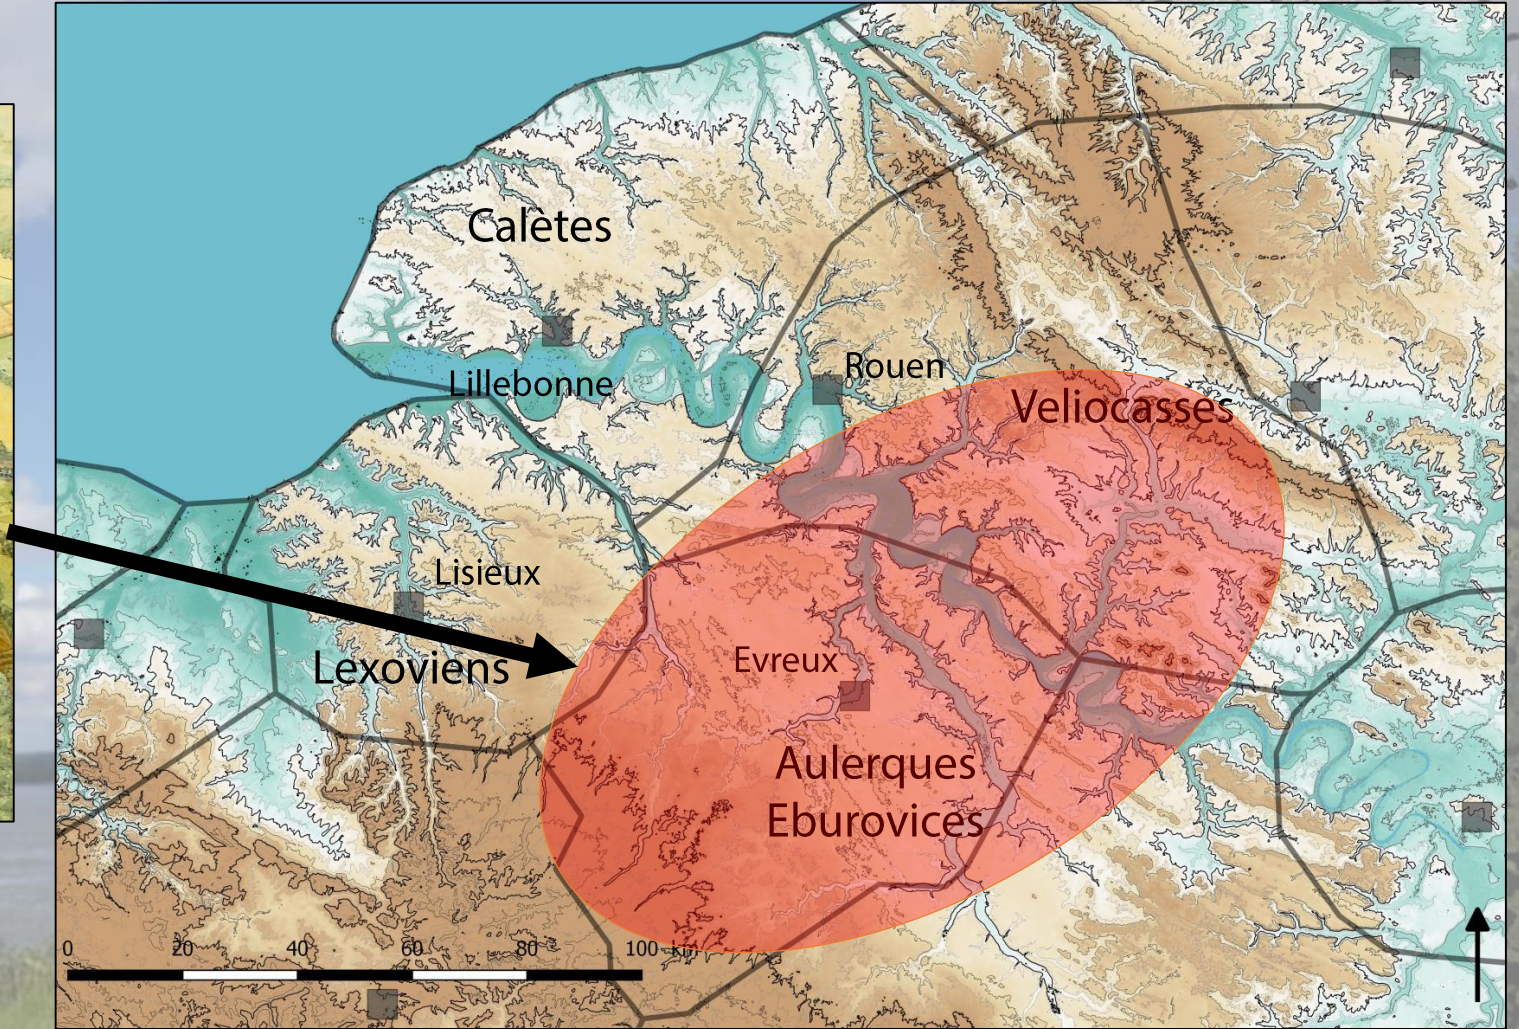 Calètes
Rouen
Lillebonne
Veliocasses
Lisieux
Lexoviens
Evreux
Aulerques
Eburovices
0 20 40 60 80 100 km